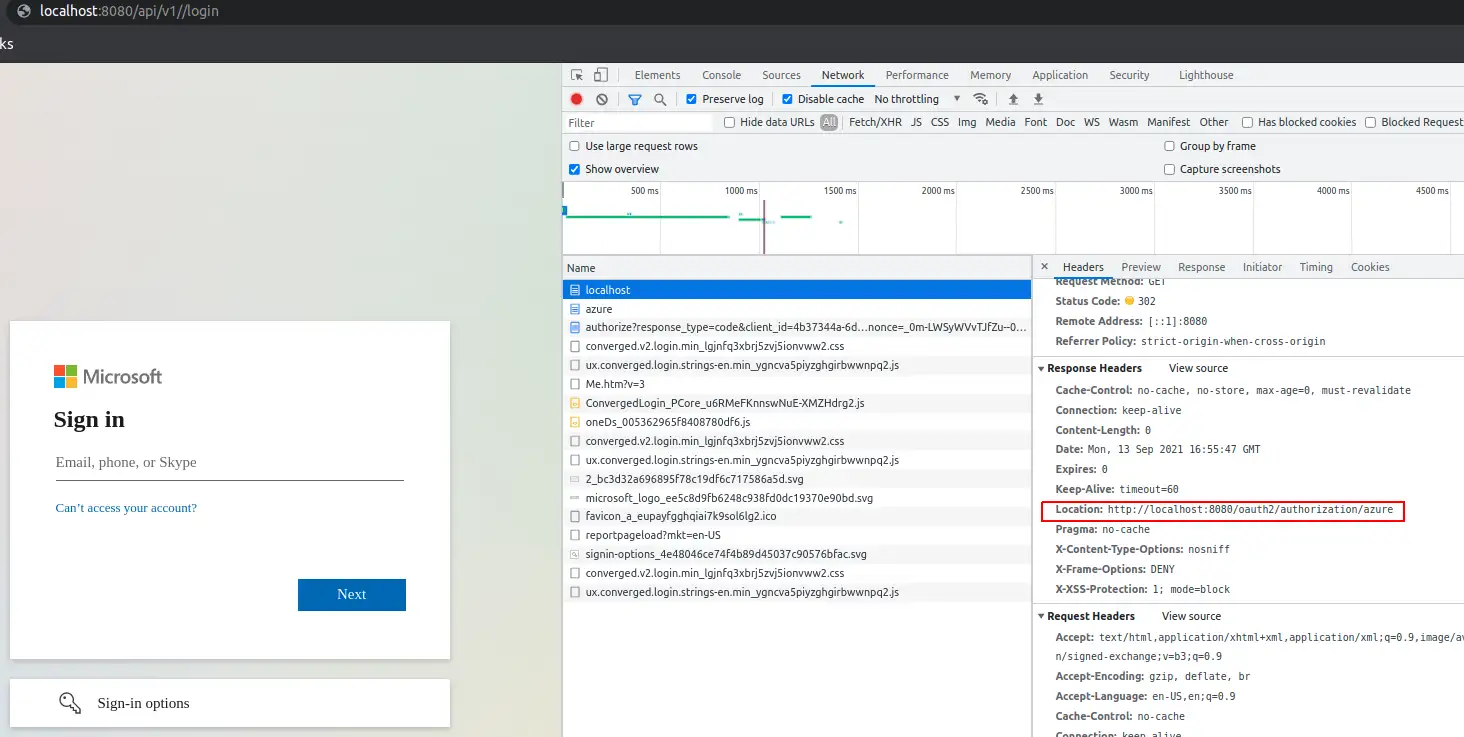 localhost:8080/api/v1//login
ks
Elements Console Sources Network Performance Memory Application Security Lighthouse
Preserve log Disable cache No throttling
Filter Hide data URLs All Fetch/XHR JS CSS Img Media Font Doc WS Wasm Manifest Other Has blocked cookies Blocked Request
Use large request rows Group by frame
Show overview Capture screenshots
500 ms 1000 ms 1500 ms 2000 ms 2500 ms 3000 ms 3500 ms 4000 ms 4500 ms
Microsoft
Sign in
Email, phone, or Skype
Can't access your account?
Next
Sign-in options
Name
localhost
azure
authorize?response_type=code&client_id=4b37344a-6d...nonce=_0m-LWSyWVvTJfZu--0...
converged.v2.login.min_lgjnfq3xbrj5zvj5ionvww2.css
ux.converged.login.strings-en.min_ygncva5piyzghgirbwwnpq2.js
Me.htm?v=3
ConvergedLogin_PCore_u6RMeFKnnswNuE-XMZHdrg2.js
oneDs_005362965f8408780df6.js
converged.v2.login.min_lgjnfq3xbrj5zvj5ionvww2.css
ux.converged.login.strings-en.min_ygncva5piyzghgirbwwnpq2.js
2_bc3d32a696895f78c19df6c717586a5d.svg
microsoft_logo_ee5c8d9fb6248c938fd0dc19370e90bd.svg
favicon_a_eupayfgghqiai7k9sol6lg2.ico
reportpageload?mkt=en-US
signin-options_4e48046ce74f4b89d45037c90576bfac.svg
converged.v2.login.min_lgjnfq3xbrj5zvj5ionvww2.css
ux.converged.login.strings-en.min_ygncva5piyzghgirbwwnpq2.js
Headers Preview Response Initiator Timing Cookies
Request Method: GET
Status Code: 302
Remote Address: [::1]:8080
Referrer Policy: strict-origin-when-cross-origin
Response Headers View source
Cache-Control: no-cache, no-store, max-age=0, must-revalidate
Connection: keep-alive
Content-Length: 0
Date: Mon, 13 Sep 2021 16:55:47 GMT
Expires: 0
Keep-Alive: timeout=60
Location: http://localhost:8080/oauth2/authorization/azure
Pragma: no-cache
X-Content-Type-Options: nosniff
X-Frame-Options: DENY
X-XSS-Protection: 1; mode=block
Request Headers View source
Accept: text/html,application/xhtml+xml,application/xml;q=0.9,image/av
n/signed-exchange;v=b3;q=0.9
Accept-Encoding: gzip, deflate, br
Accept-Language: en-US,en;q=0.9
Cache-Control: no-cache
Connection: keep-alive